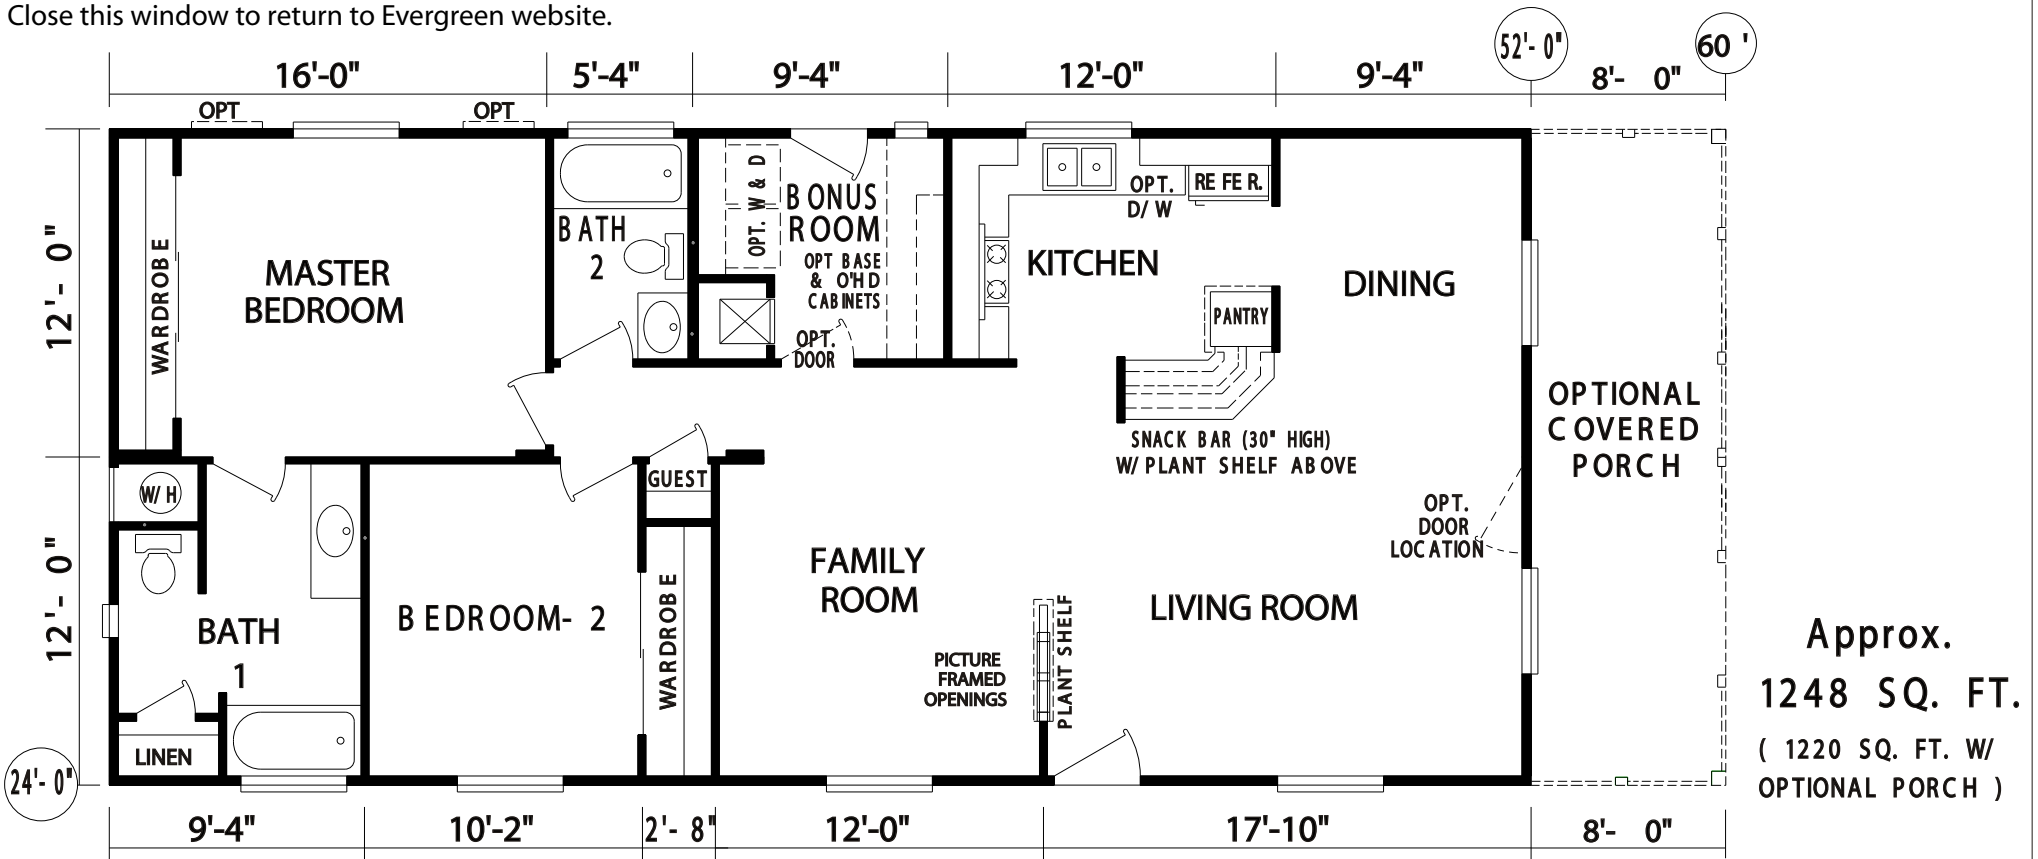 Close this window to return to Evergreen website.
52'- 0"
60 '
16'-0"
5'-4"
9'-4"
12'-0"
9'-4"
8'- 0"
OPT
OPT
12'- 0"
WARDROBE
MASTER
BEDROOM
BATH
2
OPT. W & D
BONUS
ROOM
OPT BASE
& O'HD
CABINETS
OPT.
DOOR
OPT.
D/W
REFER.
KITCHEN
PANTRY
DINING
SNACK BAR (30" HIGH)
W/ PLANT SHELF ABOVE
OPTIONAL
COVERED
PORCH
OPT.
DOOR
LOCATION
12'- 0"
W/H
BATH
1
LINEN
BEDROOM- 2
GUEST
WARDROBE
FAMILY
ROOM
PICTURE
FRAMED
OPENINGS
PLANT SHELF
LIVING ROOM
Approx.
1248 SQ. FT.
( 1220 SQ. FT. W/
OPTIONAL PORCH )
24'- 0"
9'-4"
10'-2"
2'- 8"
12'-0"
17'-10"
8'- 0"